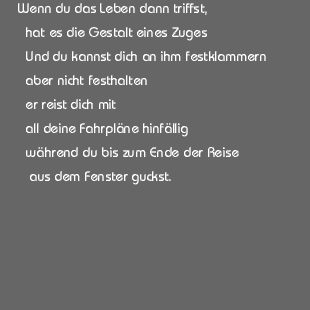 Wenn du das Leben dann triffst,
hat es die Gestalt eines Zuges
Und du kannst dich an ihm festklammern
aber nicht festhalten
er reist dich mit
all deine Fahrpläne hinfällig
während du bis zum Ende der Reise
aus dem Fenster guckst.